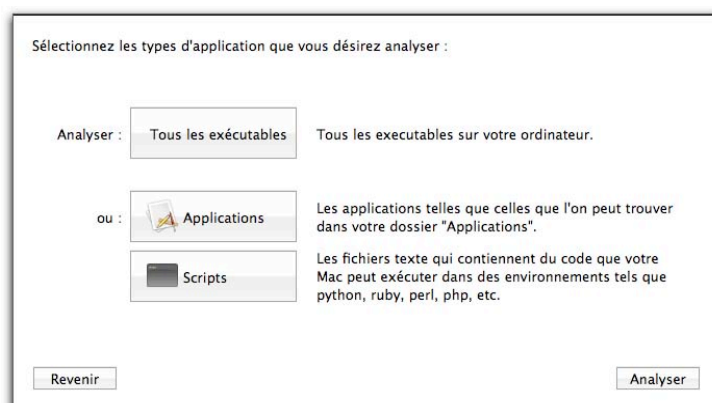 Sélectionnez les types d'application que vous désirez analyser :
Analyser : Tous les exécutables Tous les executables sur votre ordinateur.
ou : Applications Les applications telles que celles que l'on peut trouver
dans votre dossier "Applications".
Scripts Les fichiers texte qui contiennent du code que votre
Mac peut exécuter dans des environnements tels que
python, ruby, perl, php, etc.
Revenir Analyser